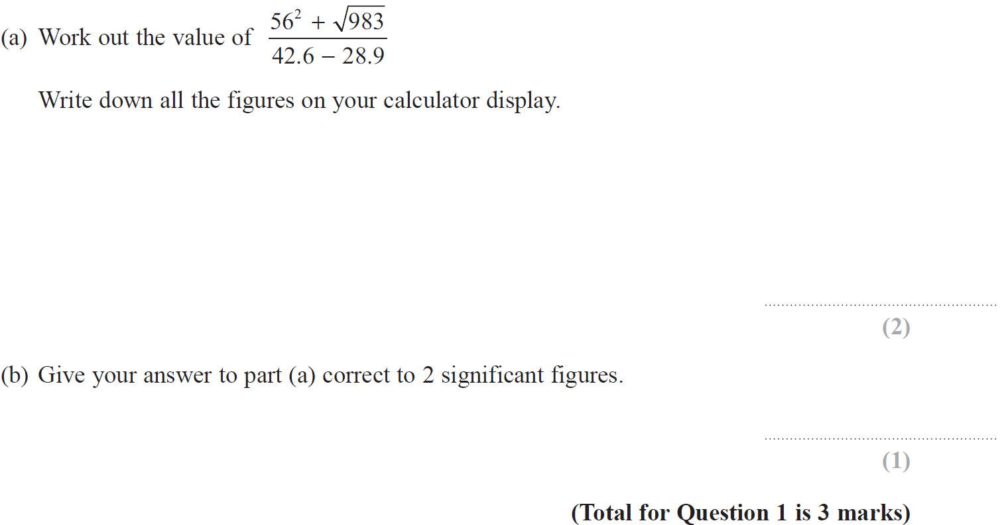 (a) Work out the value of \frac{56^2 + \sqrt{983}}{42.6 – 28.9}
Write down all the figures on your calculator display.
(2)
(b) Give your answer to part (a) correct to 2 significant figures.
(1)
(Total for Question 1 is 3 marks)